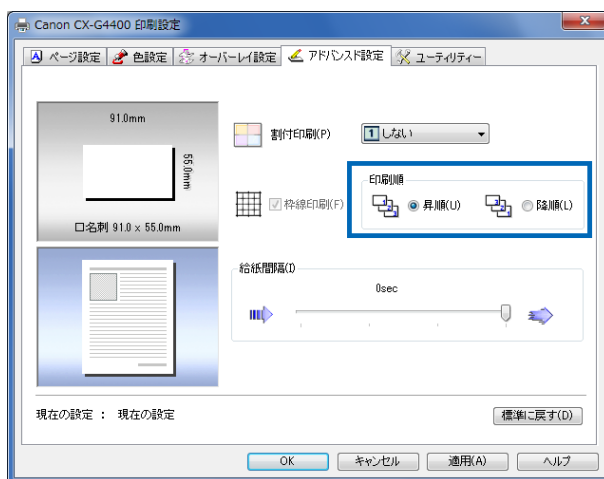 Canon CX-G4400 印刷設定
ページ設定 色設定 オーバーレイ設定 アドバンスド設定 ユーティリティー
91.0mm
55.0mm
口名刺 91.0 x 55.0mm
割付印刷(P) 1 しない
枠線印刷(F)
印刷順
昇順(U) 降順(L)
給紙間隔(I)
0sec
現在の設定 : 現在の設定
標準に戻す(D)
OK キャンセル 適用(A) ヘルプ